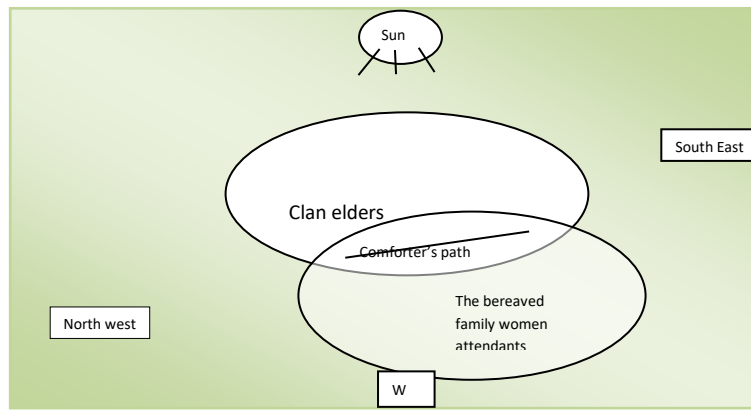 Sun
South East
Clan elders
Comforter's path
The bereaved
family women
attendants
North west
W